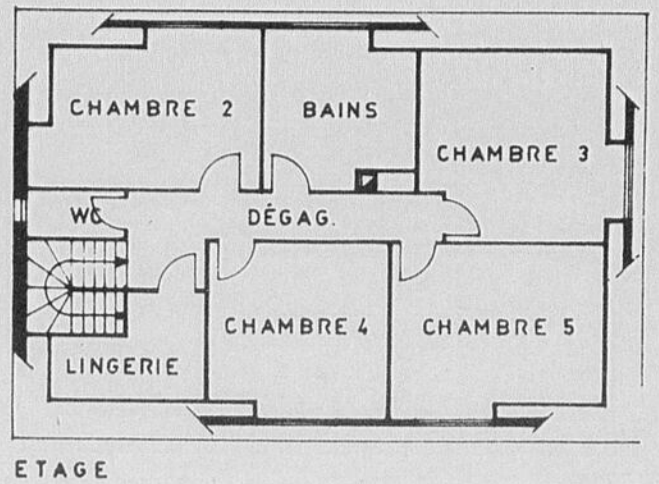 CHAMBRE 2
BAINS
CHAMBRE 3
WC
DÉGAG.
CHAMBRE 4
CHAMBRE 5
LINGERIE
ETAGE